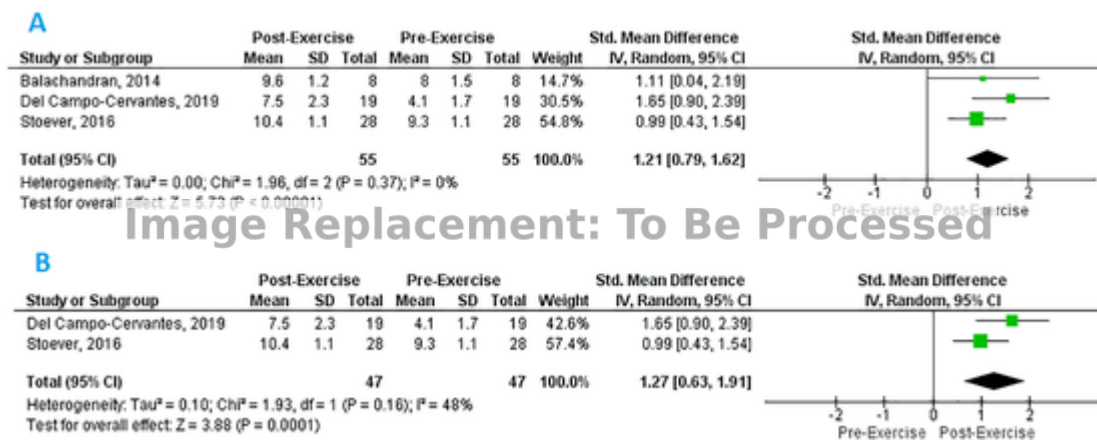 A
Post-Exercise Pre-Exercise Std. Mean Difference Std. Mean Difference
Study or Subgroup Mean SD Total Mean SD Total Weight IV, Random, 95% CI IV, Random, 95% CI
Balachandran, 2014 9.6 1.2 8 8 1.5 8 14.7% 1.11 [0.04, 2.19]
Del Campo-Cervantes, 2019 7.5 2.3 19 4.1 1.7 19 30.5% 1.65 [0.90, 2.39]
Stoever, 2016 10.4 1.1 28 9.3 1.1 28 54.8% 0.99 [0.43, 1.54]
Total (95% CI) 55 55 100.0% 1.21 [0.79, 1.62]
Heterogeneity: Tau² = 0.00; Chi² = 1.96, df = 2 (P = 0.37); I² = 0%
Test for overall effect: Z = 5.73 (P < 0.00001)
-2 -1 0 1 2
Pre-Exercise Post-Exercise
Image Replacement: To Be Processed
B
Post-Exercise Pre-Exercise Std. Mean Difference Std. Mean Difference
Study or Subgroup Mean SD Total Mean SD Total Weight IV, Random, 95% CI IV, Random, 95% CI
Del Campo-Cervantes, 2019 7.5 2.3 19 4.1 1.7 19 42.6% 1.65 [0.90, 2.39]
Stoever, 2016 10.4 1.1 28 9.3 1.1 28 57.4% 0.99 [0.43, 1.54]
Total (95% CI) 47 47 100.0% 1.27 [0.63, 1.91]
Heterogeneity: Tau² = 0.10; Chi² = 1.93, df = 1 (P = 0.16); I² = 48%
Test for overall effect: Z = 3.88 (P = 0.0001)
-2 -1 0 1 2
Pre-Exercise Post-Exercise